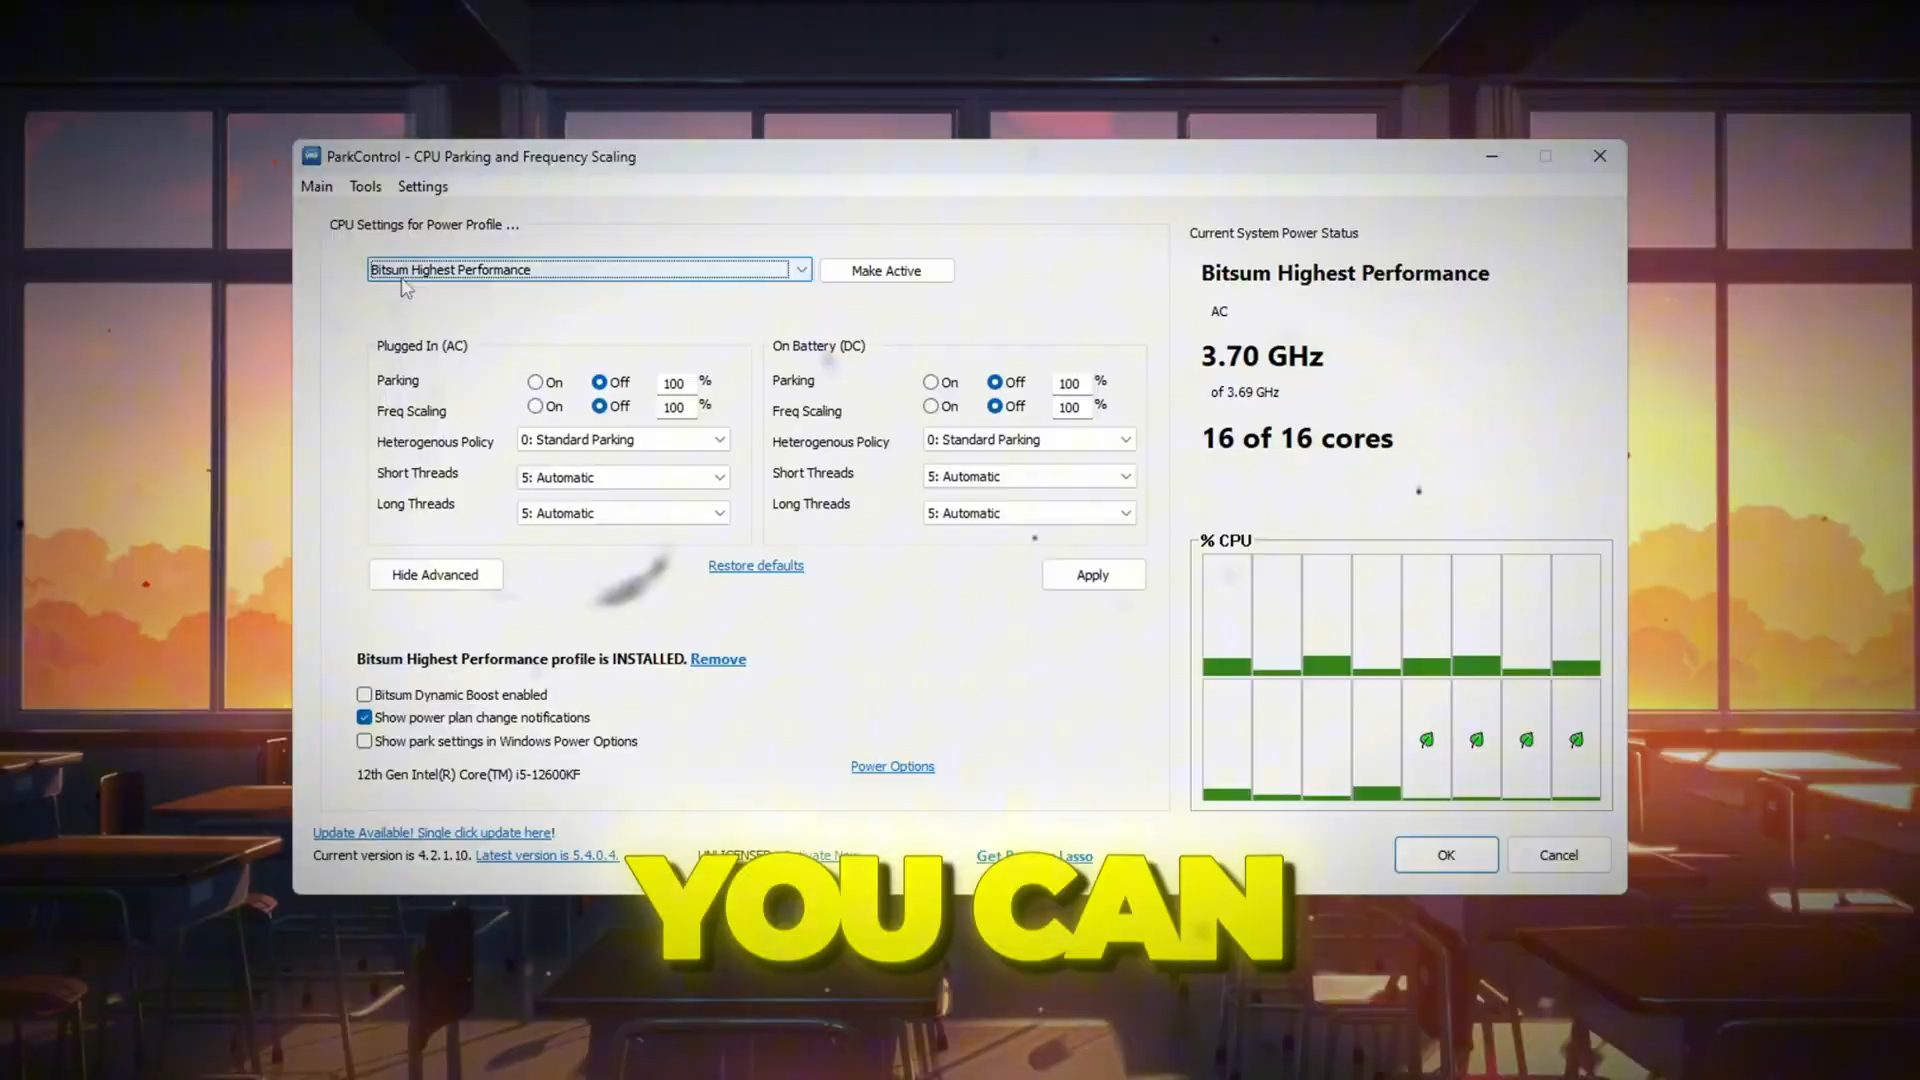 ParkControl - CPU Parking and Frequency Scaling
Main Tools Settings
CPU Settings for Power Profile ...
Bitsum Highest Performance
Make Active
Plugged In (AC)
Parking On Off 100 %
Freq Scaling On Off 100 %
Heterogenous Policy 0: Standard Parking
Short Threads 5: Automatic
Long Threads 5: Automatic
On Battery (DC)
Parking On Off 100 %
Freq Scaling On Off 100 %
Heterogenous Policy 0: Standard Parking
Short Threads 5: Automatic
Long Threads 5: Automatic
Hide Advanced
Restore defaults
Apply
Bitsum Highest Performance profile is INSTALLED. Remove
Bitsum Dynamic Boost enabled
Show power plan change notifications
Show park settings in Windows Power Options
12th Gen Intel(R) Core(TM) i5-12600KF
Power Options
Current System Power Status
Bitsum Highest Performance
AC
3.70 GHz
of 3.69 GHz
16 of 16 cores
% CPU
Update Available! Single click update here!
Current version is 4.2.1.10. Latest version is 5.4.0.4.
Get Lasso
OK
Cancel
YOU CAN